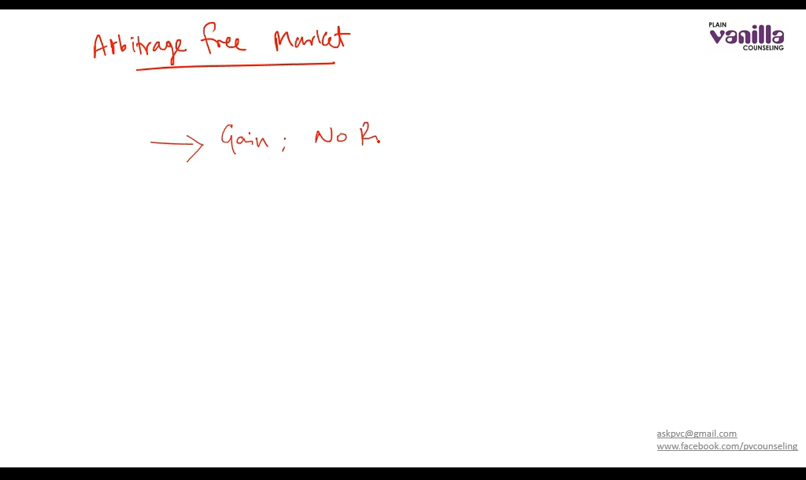 Arbitrage free Market
PLAIN
vanilla
COUNSELING
→ Gain ; No R
askpvc@gmail.com
www.facebook.com/pvcounseling